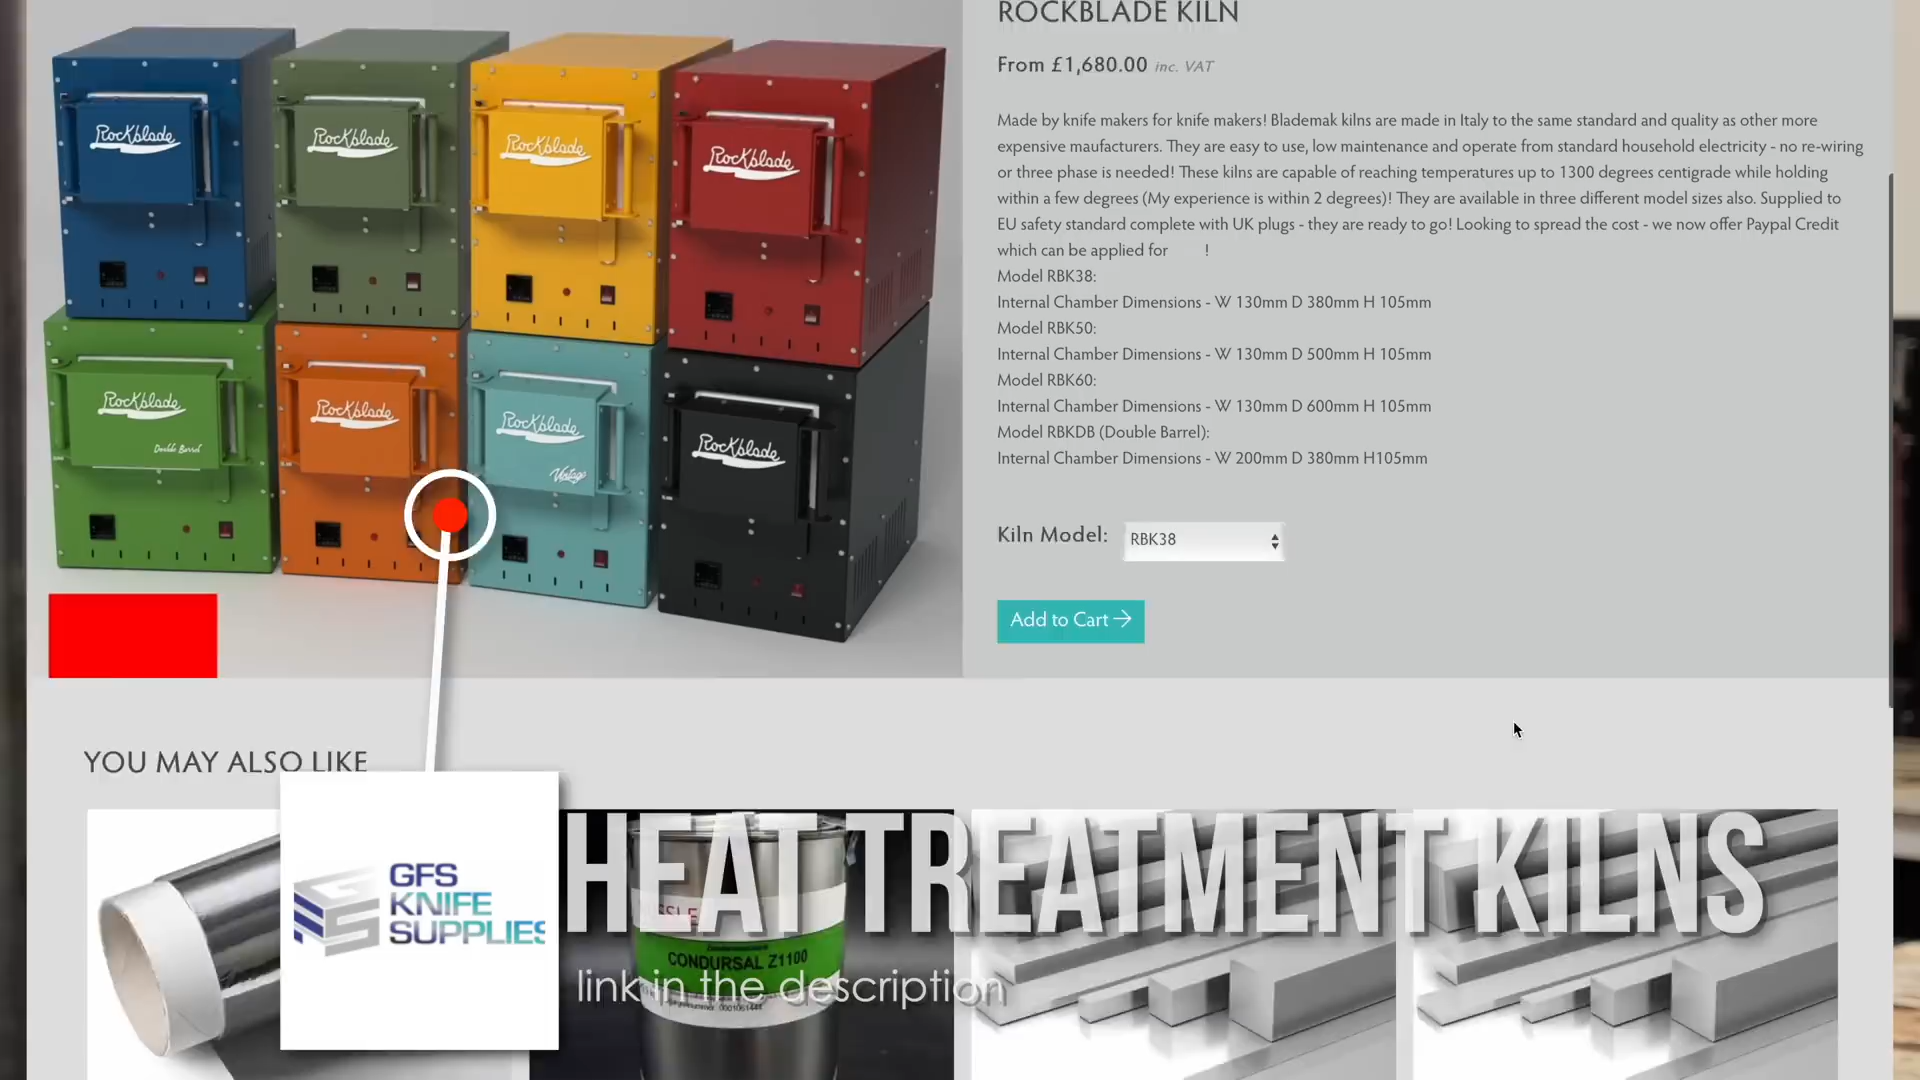 ROCKBLADE KILN
From £1,680.00 inc. VAT
Made by knife makers for knife makers! Blademak kilns are made in Italy to the same standard and quality as other more
expensive maufacturers. They are easy to use, low maintenance and operate from standard household electricity - no re-wiring
or three phase is needed! These kilns are capable of reaching temperatures up to 1300 degrees centigrade while holding
within a few degrees (My experience is within 2 degrees)! They are available in three different model sizes also. Supplied to
EU safety standard complete with UK plugs - they are ready to go! Looking to spread the cost - we now offer Paypal Credit
which can be applied for !
Model RBK38:
Internal Chamber Dimensions - W 130mm D 380mm H 105mm
Model RBK50:
Internal Chamber Dimensions - W 130mm D 500mm H 105mm
Model RBK60:
Internal Chamber Dimensions - W 130mm D 600mm H 105mm
Model RBKDB (Double Barrel):
Internal Chamber Dimensions - W 200mm D 380mm H105mm
Kiln Model: RBK38
Add to Cart →
Rockblade
Rockblade
Rockblade
Rockblade
Rockblade
Double Barrel
Rockblade
Rockblade
Vintage
Rockblade
YOU MAY ALSO LIKE
GFS
KNIFE
SUPPLIES
HEAT TREATMENT KILNS
link in the description
CONDURSAL Z1100